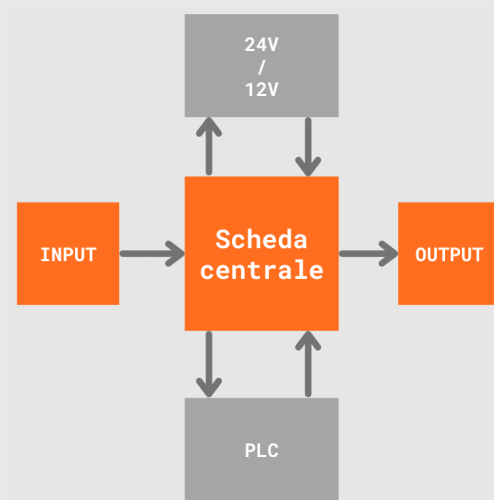 24V
/
12V
INPUT
Scheda
centrale
OUTPUT
PLC